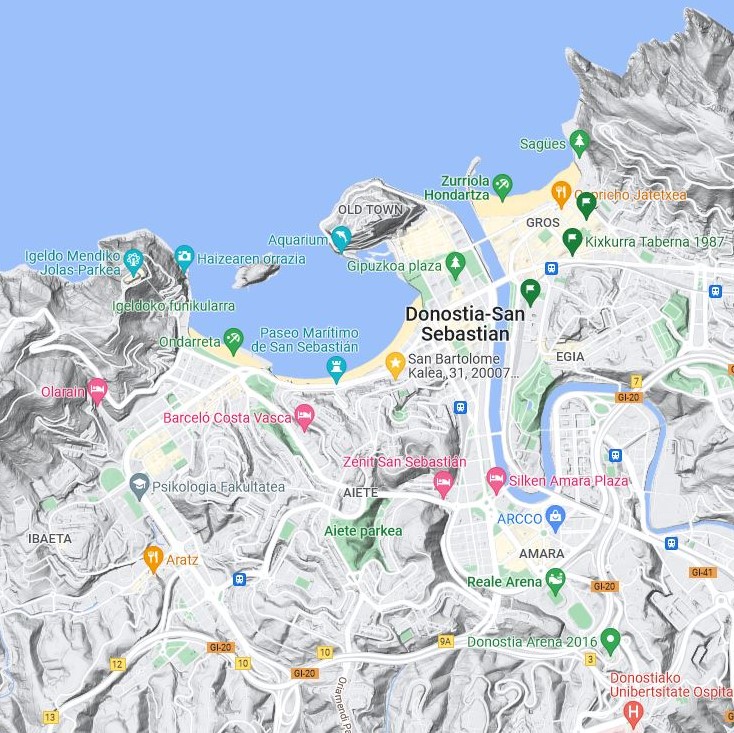 Sagües
Zurriola
Hondartza
Capricho Jatetxea
OLD TOWN
GROS
Aquarium
Kixkurra Taberna 1987
Igeldo Mendiko
Jolas-Parkea
Haizearen orrazia
Gipuzkoa plaza
Igeldoko funikularra
Donostia-San
Sebastian
Paseo Marítimo
de San Sebastián
Ondarreta
San Bartolome
Kalea, 31, 20007...
EGIA
7
GI-20
Olarain
Barceló Costa Vasca
Zenit San Sebastián
Silken Amara Plaza
Psikologia Fakultatea
AIETE
ARCCO
Aiete parkea
IBAETA
AMARA
Aratz
Reale Arena
GI-41
GI-20
Donostia Arena 2016
9A
GI-20
10
3
12
10
GI-20
Donostiako
Unibertsitate Ospita
Oriamendi Pa
13
H
G